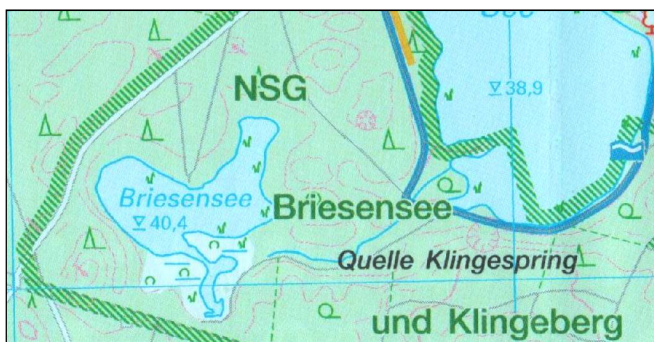 38,9
NSG
Briesensee
40,4
Briesensee
Quelle Klingespring
und Klingeberg